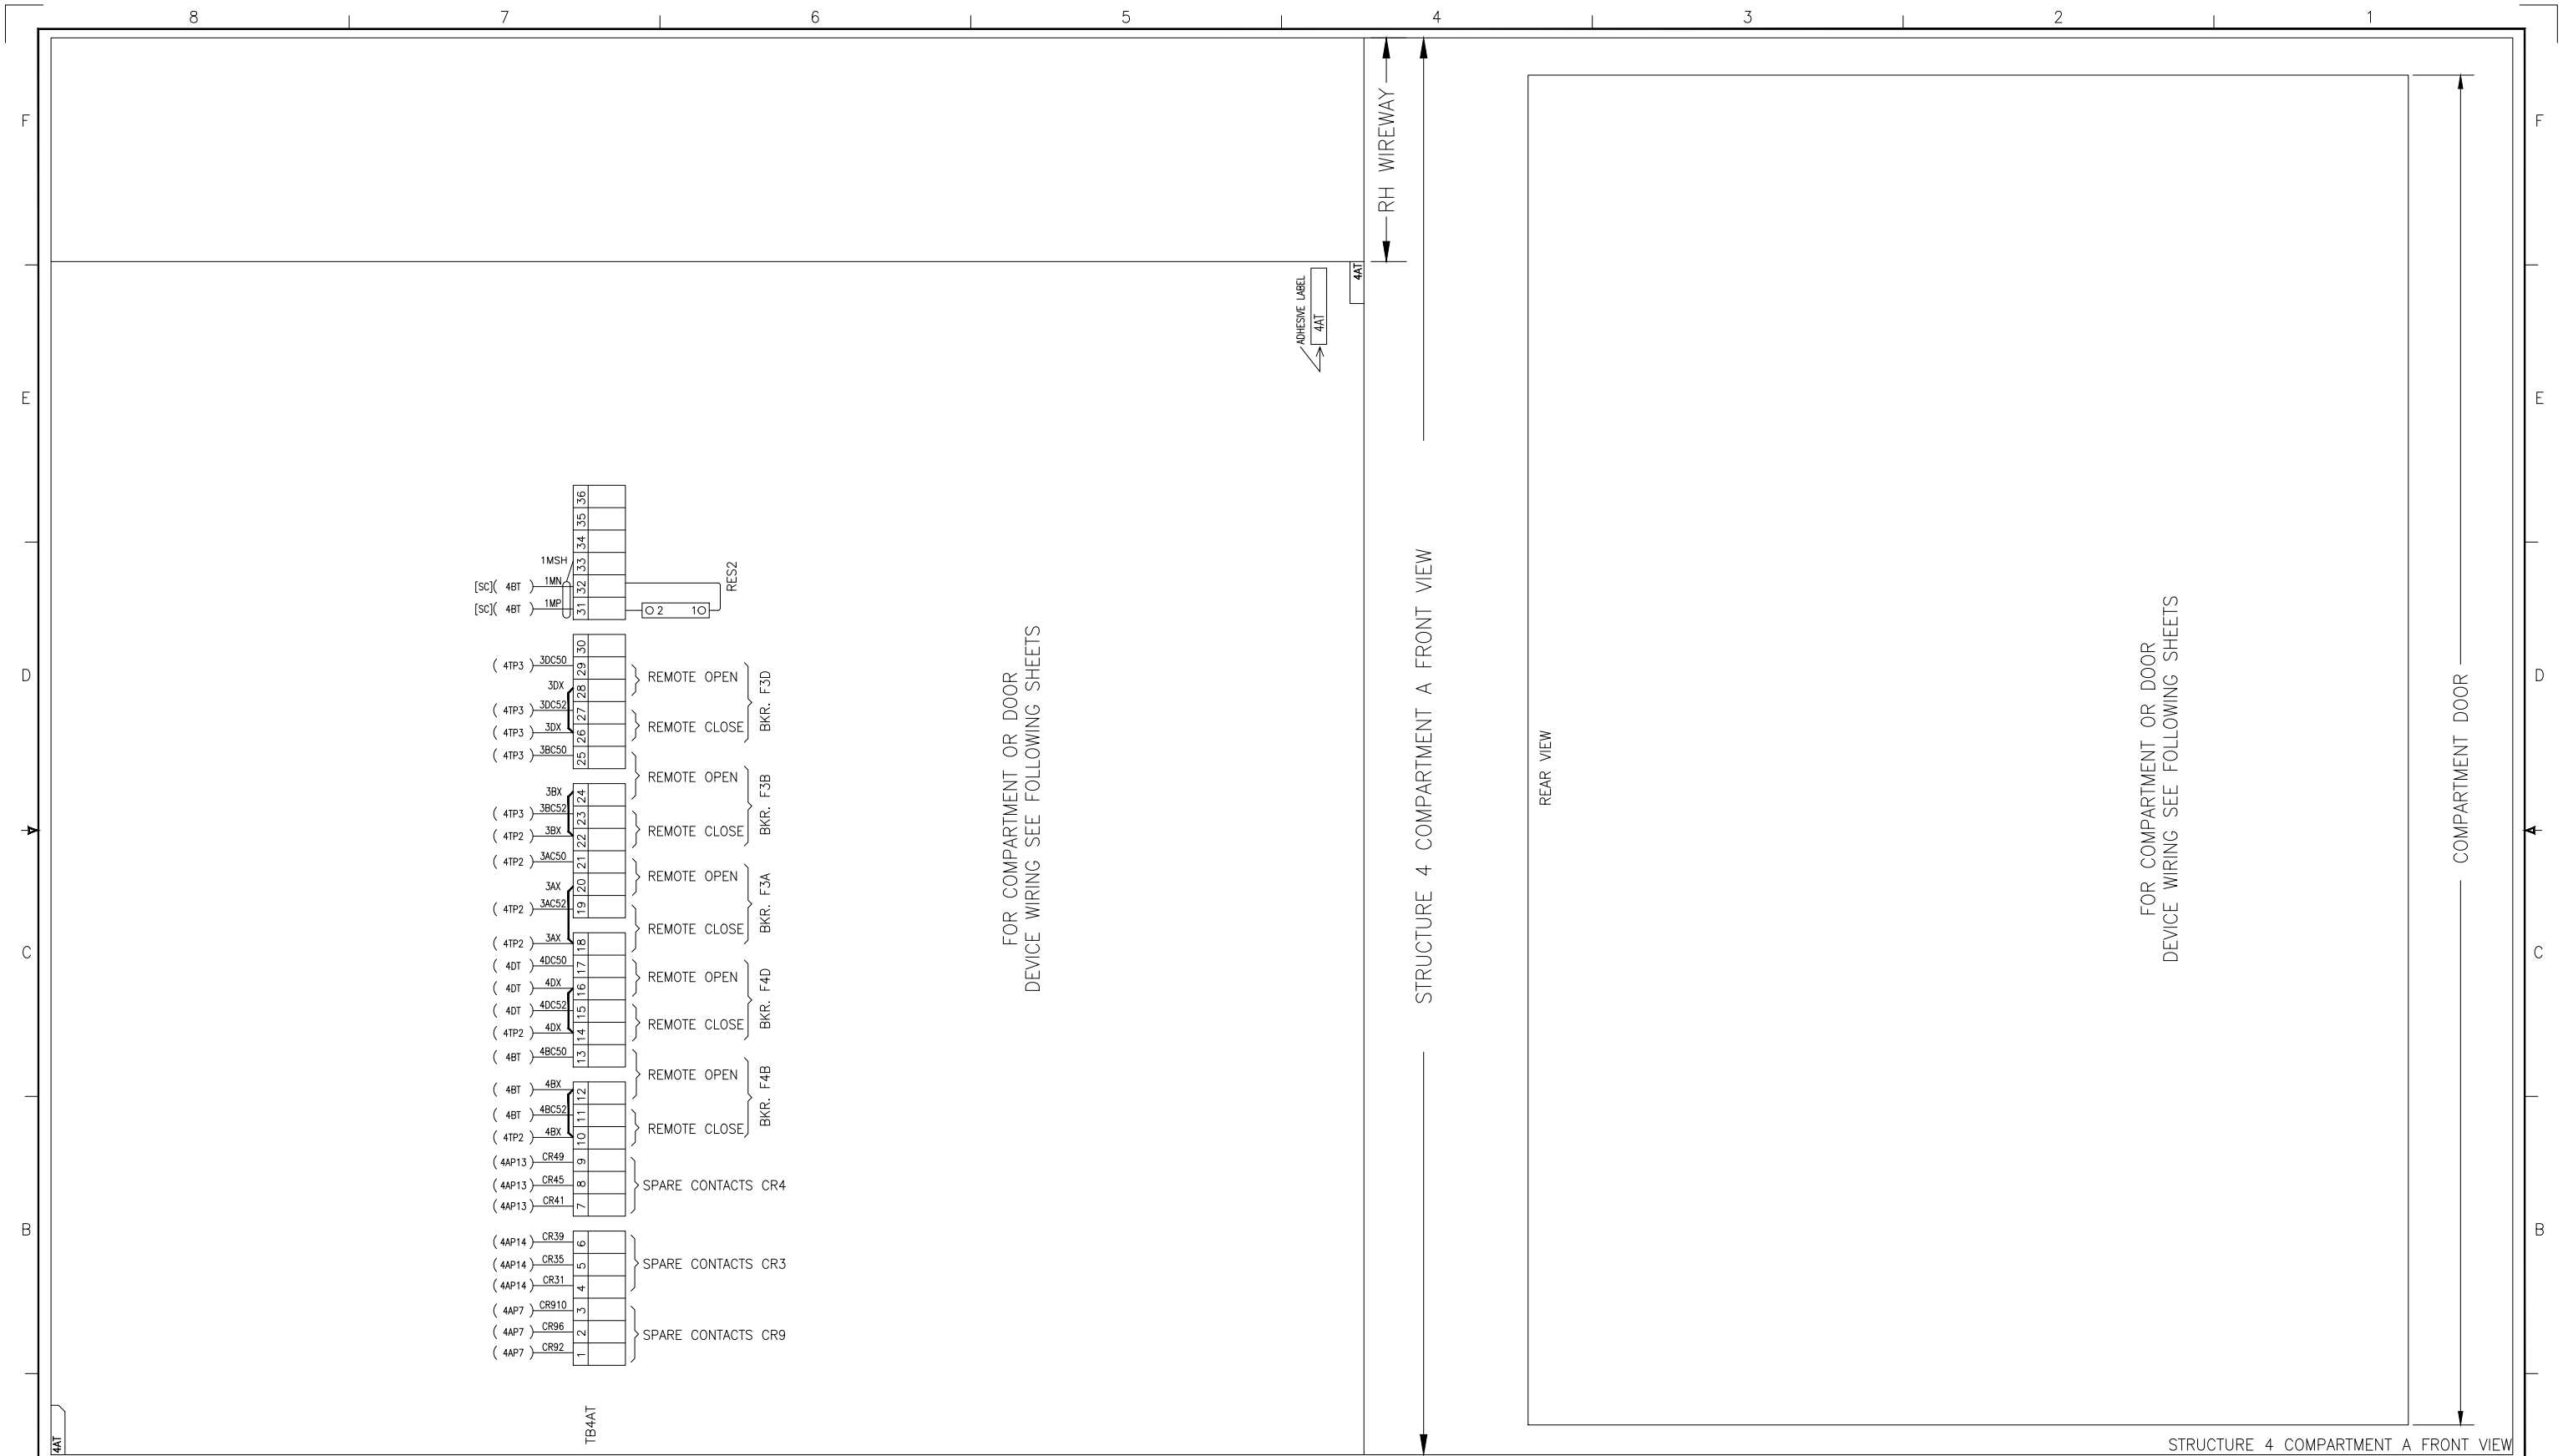 8 7 6 5 4 3 2 1
F
F
RH WIREWAY
4AT
ADHESIVE LABEL
4AT
E
E
36
35
34
1MSH
33
[SC]( 4BT ) 1MN 32
RES2
[SC]( 4BT ) 1MP 31
2 1
30
( 4TP3 ) 3DC50 29
REMOTE OPEN
3DX 28
BKR. F3D
( 4TP3 ) 3DC52 27
REMOTE CLOSE
( 4TP3 ) 3DX 26
( 4TP3 ) 3BC50 25
REMOTE OPEN
3BX 24
BKR. F3B
( 4TP3 ) 3BC52 23
REMOTE CLOSE
( 4TP2 ) 3BX 22
( 4TP2 ) 3AC50 21
REMOTE OPEN
3AX 20
BKR. F3A
( 4TP2 ) 3AC52 19
REMOTE CLOSE
( 4TP2 ) 3AX 18
( 4DT ) 4DC50 17
REMOTE OPEN
( 4DT ) 4DX 16
BKR. F4D
( 4DT ) 4DC52 15
REMOTE CLOSE
( 4TP2 ) 4DX 14
( 4BT ) 4BC50 13
REMOTE OPEN
( 4BT ) 4BX 12
BKR. F4B
( 4BT ) 4BC52 11
REMOTE CLOSE
( 4TP2 ) 4BX 10
( 4AP13 ) CR49 9
( 4AP13 ) CR45 8
SPARE CONTACTS CR4
( 4AP13 ) CR41 7
( 4AP14 ) CR39 6
( 4AP14 ) CR35 5
SPARE CONTACTS CR3
( 4AP14 ) CR31 4
( 4AP7 ) CR910 3
( 4AP7 ) CR96 2
SPARE CONTACTS CR9
( 4AP7 ) CR92 1
TB4AT
4AT
D
C
B
FOR COMPARTMENT OR DOOR
DEVICE WIRING SEE FOLLOWING SHEETS
STRUCTURE 4 COMPARTMENT A FRONT VIEW
REAR VIEW
FOR COMPARTMENT OR DOOR
DEVICE WIRING SEE FOLLOWING SHEETS
COMPARTMENT DOOR
D
C
B
STRUCTURE 4 COMPARTMENT A FRONT VIEW